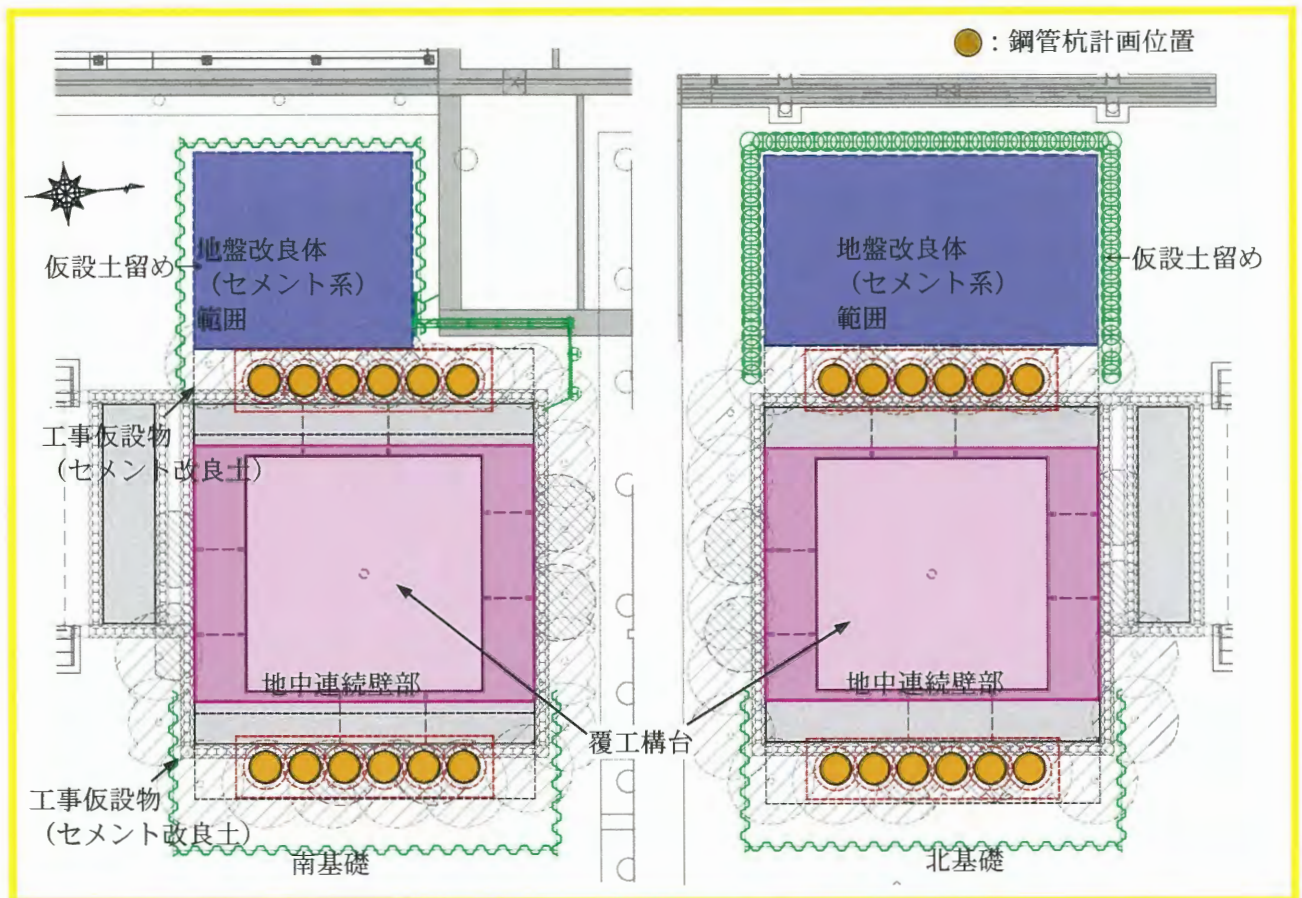 ：鋼管杭計画位置
仮設土留め
地盤改良体
（セメント系）
範囲
工事仮設物
（セメント改良土）
地中連続壁部
工事仮設物
（セメント改良土）
南基礎
覆工構台
地盤改良体
（セメント系）
範囲
仮設土留め
地中連続壁部
北基礎